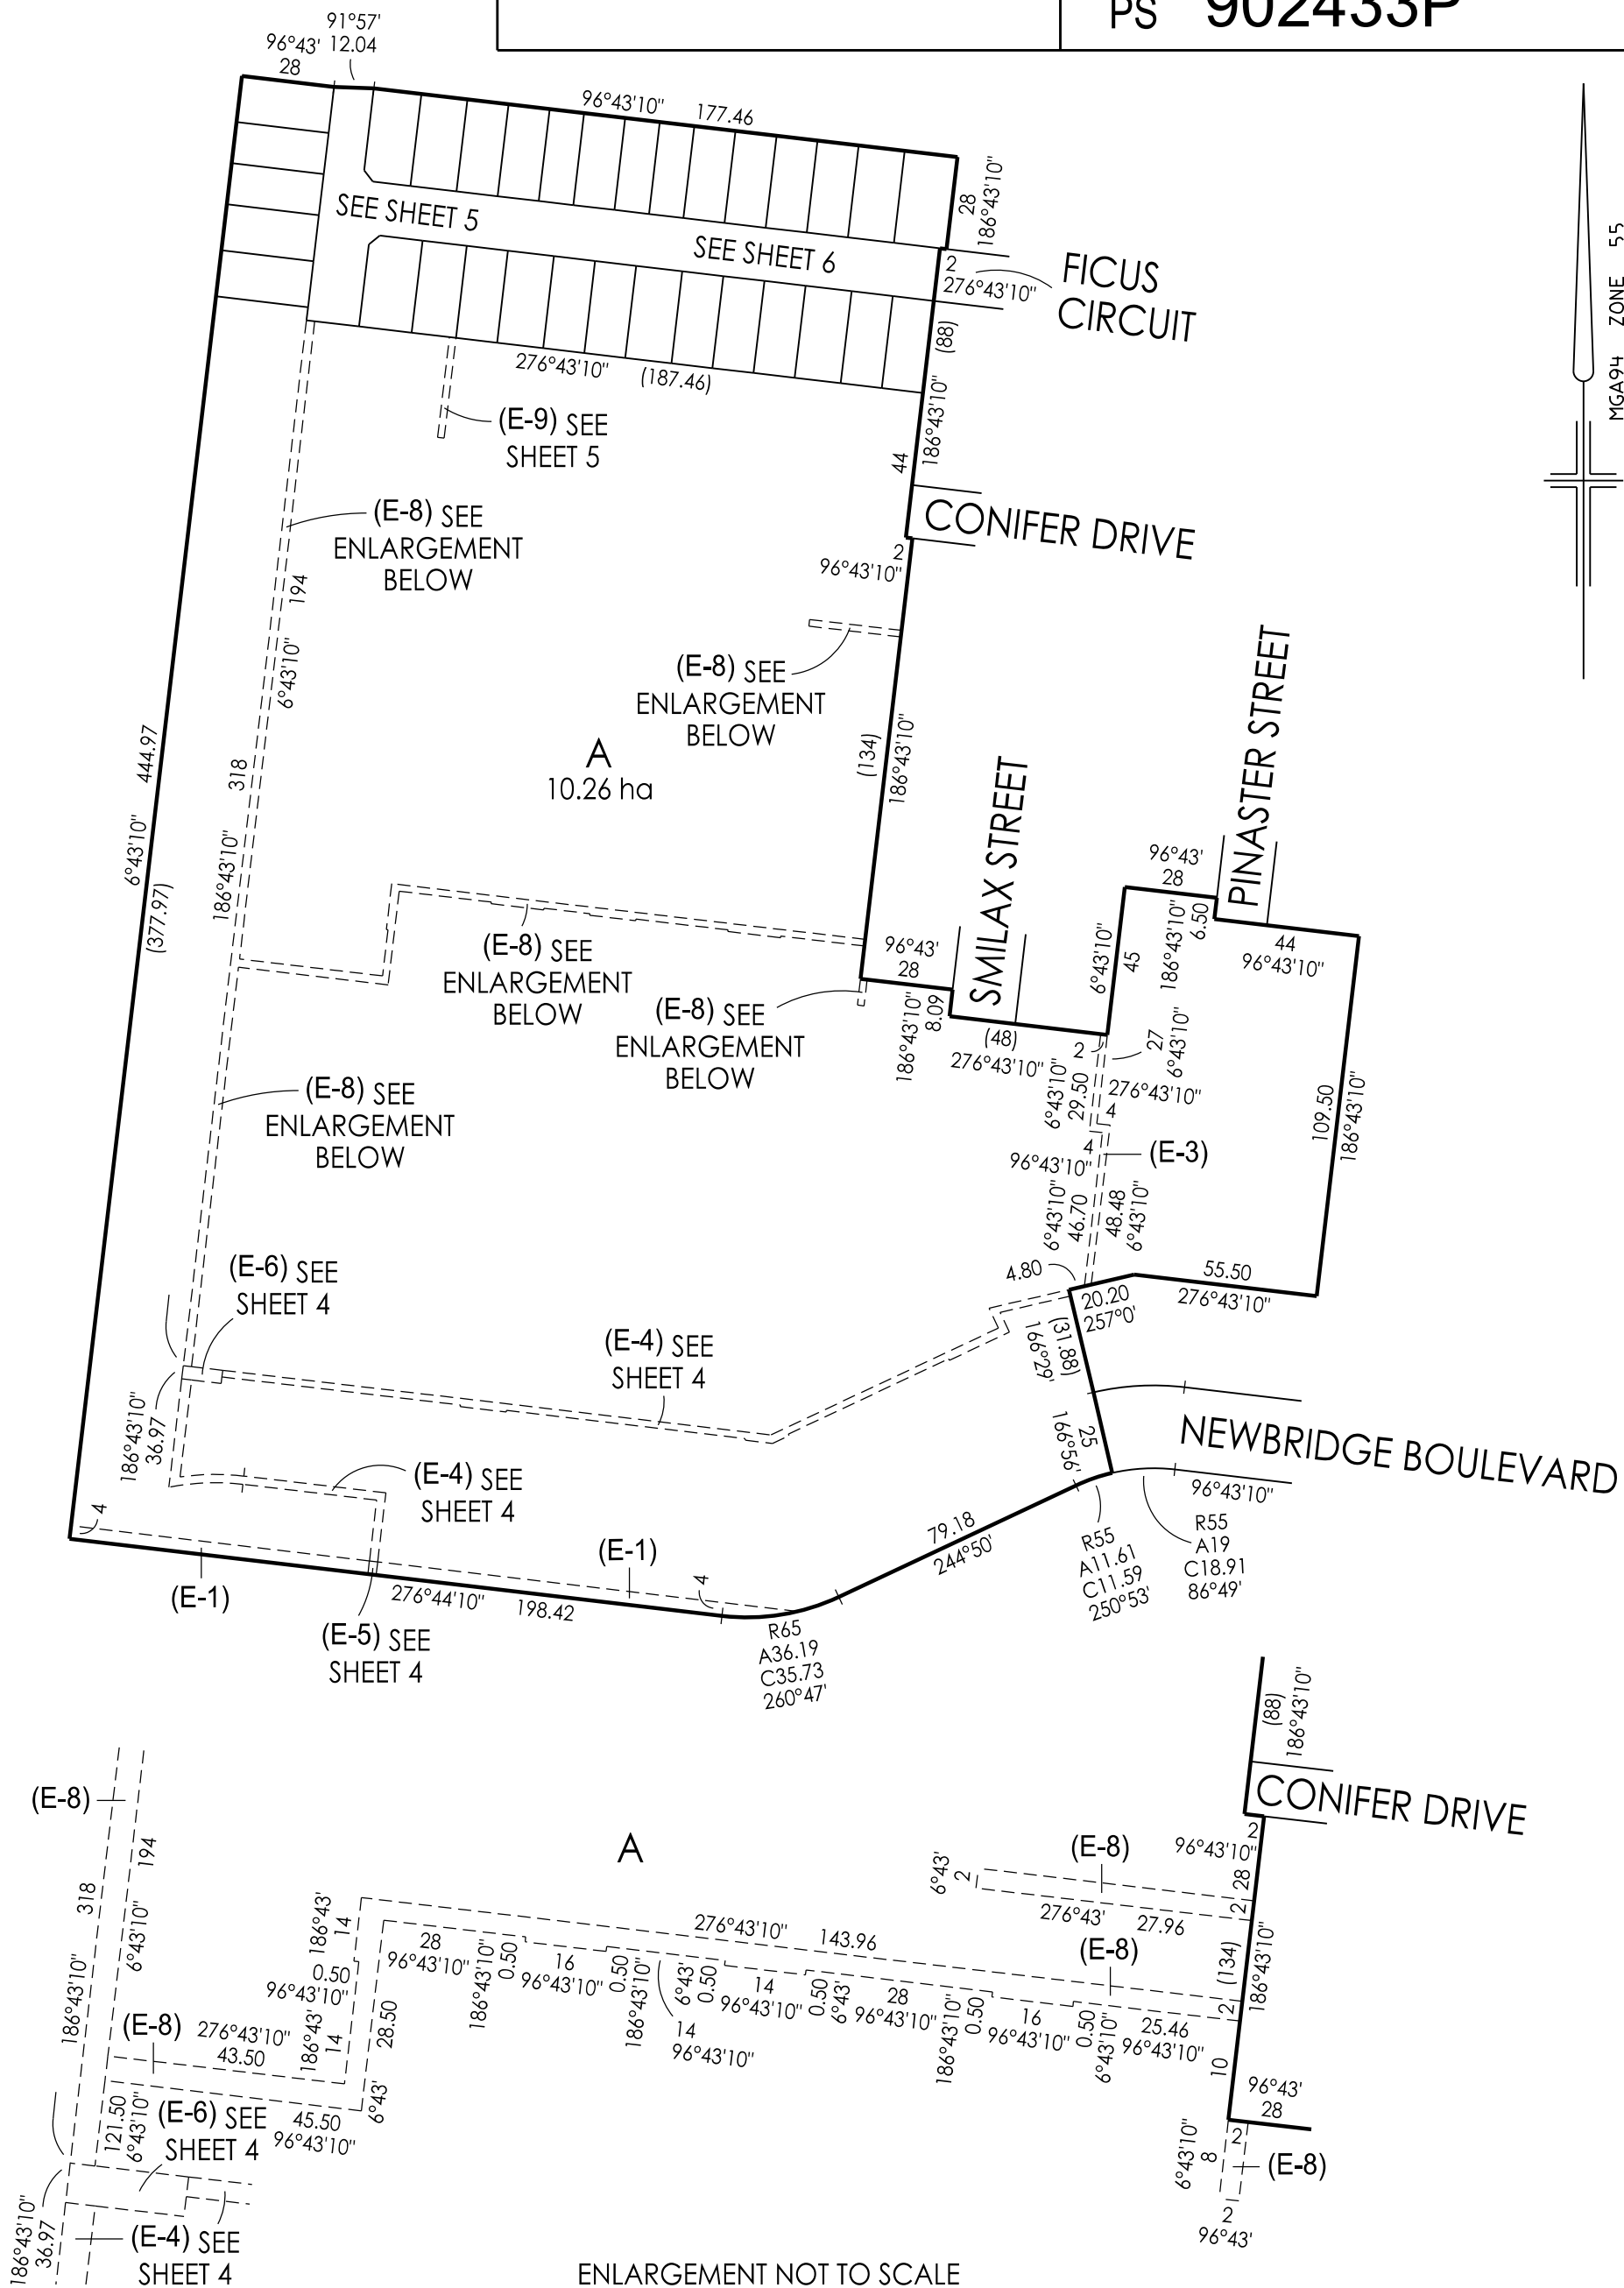 PS 902433P
91°57'
96°43' 12.04
28
96°43'10" 177.46
28
186°43'10"
SEE SHEET 5
SEE SHEET 6
2
276°43'10"
FICUS
CIRCUIT
MGA94 ZONE 55
(88)
276°43'10" (187.46)
186°43'10"
44
(E-9) SEE
SHEET 5
CONIFER DRIVE
2
96°43'10"
(E-8) SEE
ENLARGEMENT
BELOW
194
6°43'10"
(E-8) SEE
ENLARGEMENT
BELOW
A
10.26 ha
(134)
186°43'10"
444.97
6°43'10"
(377.97)
318
186°43'10"
SMILAX STREET
PINASTER STREET
96°43'
28
186°43'10"
6.50
44
96°43'10"
6°43'10"
45
96°43'
28
186°43'10"
8.09
(48)
276°43'10"
(E-8) SEE
ENLARGEMENT
BELOW
(E-8) SEE
ENLARGEMENT
BELOW
2
27
6°43'10"
6°43'10"
29.50
276°43'10"
4
4
96°43'10"
(E-3)
109.50
186°43'10"
(E-8) SEE
ENLARGEMENT
BELOW
6°43'10"
46.70
48.48
6°43'10"
4.80
20.20
257°0'
55.50
276°43'10"
(E-6) SEE
SHEET 4
(E-4) SEE
SHEET 4
(31.88)
166°29'
25
166°56'
NEWBRIDGE BOULEVARD
96°43'10"
186°43'10"
36.97
(E-4) SEE
SHEET 4
R55
A19
C18.91
86°49'
R55
A11.61
C11.59
250°53'
79.18
244°50'
4
(E-1)
(E-1)
4
276°44'10" 198.42
(E-5) SEE
SHEET 4
R65
A36.19
C35.73
260°47'
(88)
186°43'10"
CONIFER DRIVE
(E-8)
194
318
6°43'10"
186°43'10"
A
(E-8)
6°43'
2
2
96°43'10"
28
2
276°43' 27.96
(E-8)
(134)
186°43'10"
2
10
276°43'10" 143.96
186°43'
14
0.50
96°43'10"
186°43'
14
28
96°43'10"
186°43'10"
0.50
16
96°43'10"
0.50
186°43'10"
6°43'
0.50
14
96°43'10"
14
96°43'10"
0.50
6°43'
28
96°43'10"
186°43'10"
0.50
16
96°43'10"
0.50
6°43'10"
25.46
96°43'10"
(E-8) 276°43'10"
43.50
28.50
6°43'
45.50
96°43'10"
121.50
6°43'10"
(E-6) SEE
SHEET 4
96°43'
28
2
6°43'10"
8
(E-8)
2
96°43'
186°43'10"
36.97
(E-4) SEE
SHEET 4
ENLARGEMENT NOT TO SCALE